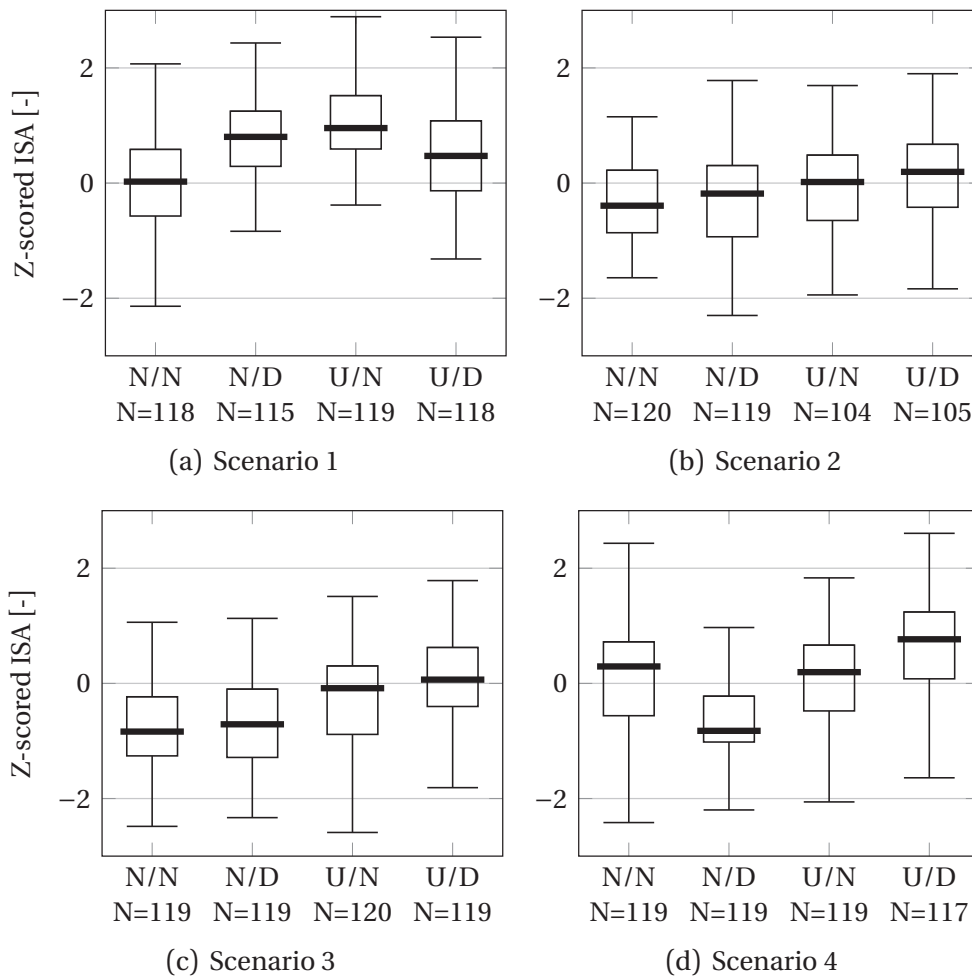 Z-scored ISA [-]
2
0
−2
N/N N/D U/N U/D
N=118 N=115 N=119 N=118
(a) Scenario 1
2
0
−2
N/N N/D U/N U/D
N=120 N=119 N=104 N=105
(b) Scenario 2
Z-scored ISA [-]
2
0
−2
N/N N/D U/N U/D
N=119 N=119 N=120 N=119
(c) Scenario 3
2
0
−2
N/N N/D U/N U/D
N=119 N=119 N=119 N=117
(d) Scenario 4